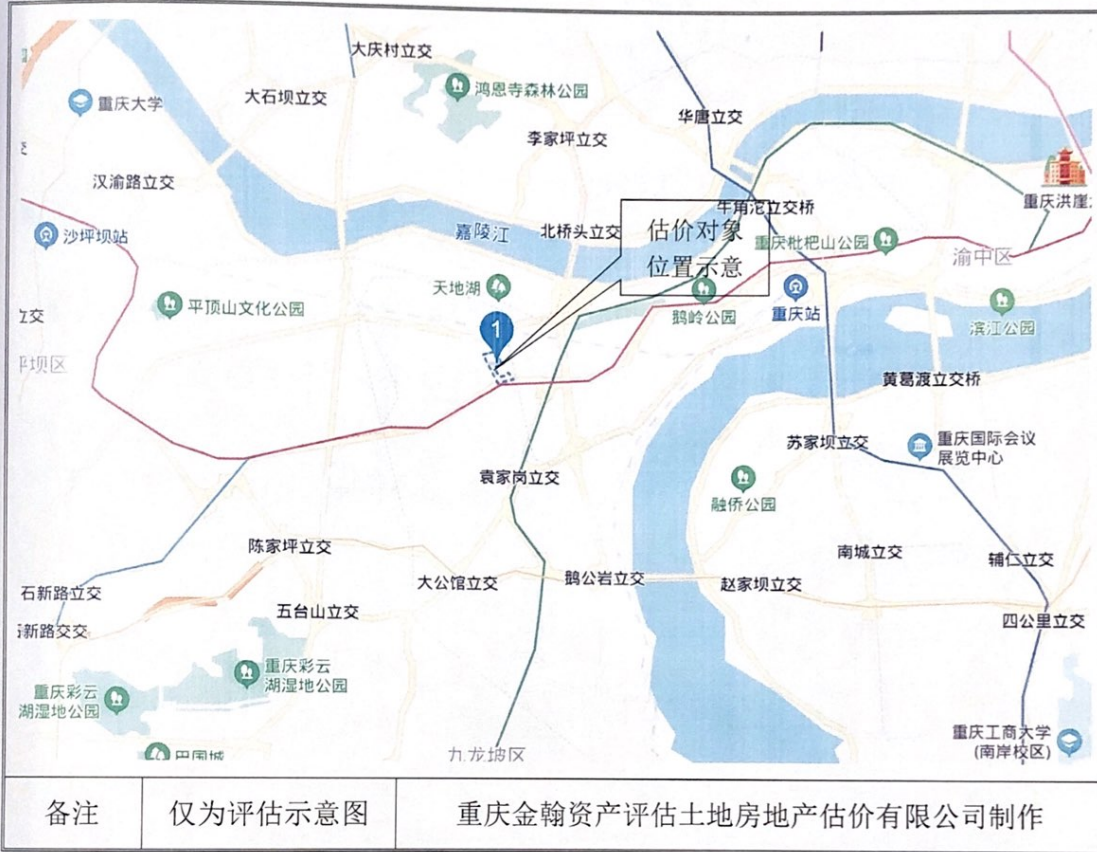 大庆村立交
鸿恩寺森林公园
重庆大学
大石坝立交
华唐立交
李家坪立交
汉渝路立交
重庆洪崖
牛角沱立交桥
沙坪坝站
嘉陵江
北桥头立交
估价对象
位置示意
重庆枇杷山公园
渝中区
天地湖
平顶山文化公园
鹅岭公园
重庆站
滨江公园
立交
1
坪坝区
黄葛渡立交桥
苏家坝立交
重庆国际会议
展览中心
袁家岗立交
融侨公园
陈家坪立交
南城立交
辅仁立交
大公馆立交
鹅公岩立交
赵家坝立交
石新路立交
五台山立交
四公里立交
石新路交交
重庆彩云
湖湿地公园
重庆彩云
湖湿地公园
重庆工商大学
(南岸校区)
巴国城
九龙坡区
备注
仅为评估示意图
重庆金翰资产评估土地房地产估价有限公司制作